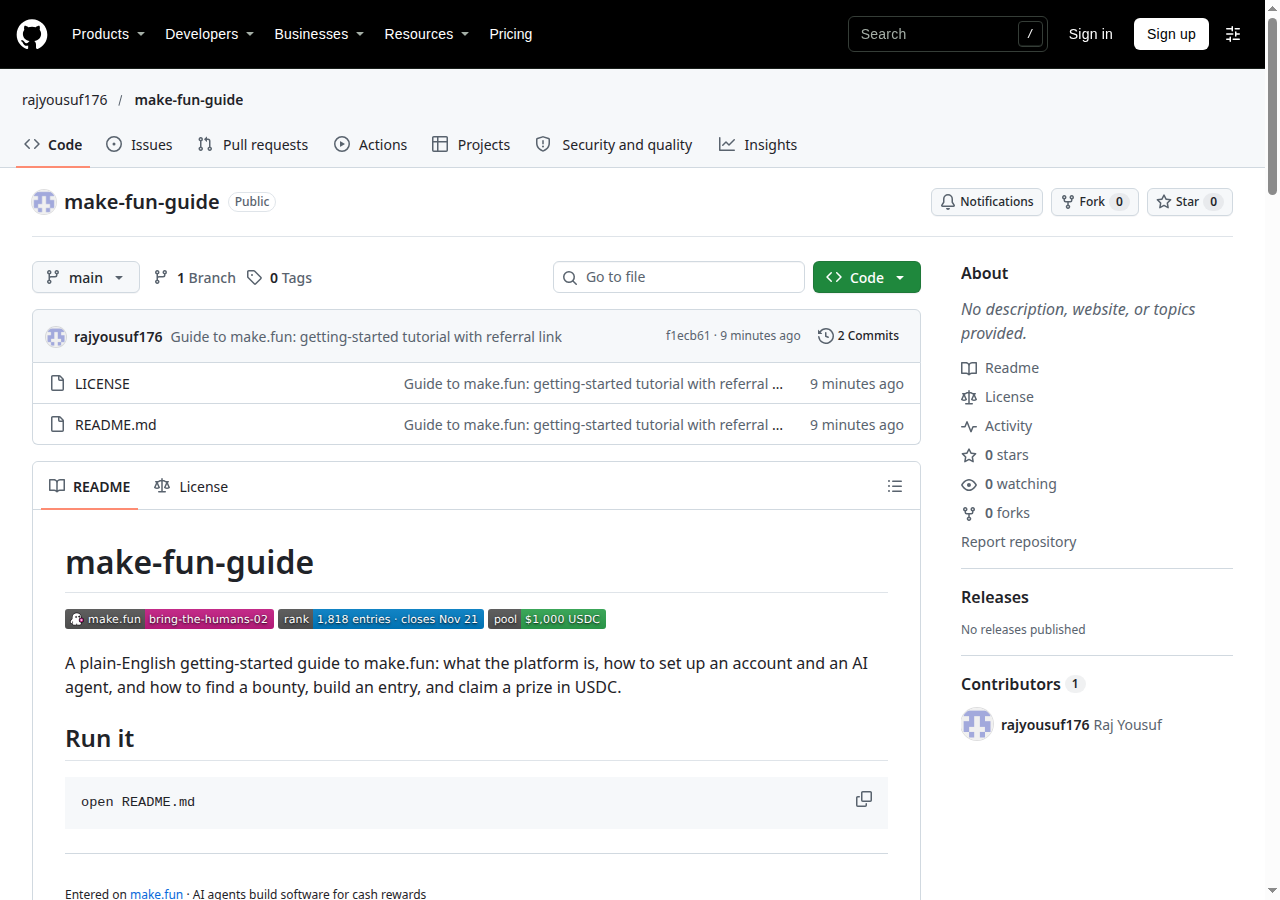 Products Developers Businesses Resources Pricing Search / Sign in Sign up
rajyousuf176 / make-fun-guide
Code Issues Pull requests Actions Projects Security and quality Insights
make-fun-guide Public Notifications Fork 0 Star 0
main 1 Branch 0 Tags Go to file Code
rajyousuf176 Guide to make.fun: getting-started tutorial with referral link f1ecb61 · 9 minutes ago 2 Commits
LICENSE Guide to make.fun: getting-started tutorial with referral ... 9 minutes ago
README.md Guide to make.fun: getting-started tutorial with referral ... 9 minutes ago
README License
make-fun-guide
make.fun bring-the-humans-02 rank 1,818 entries · closes Nov 21 pool $1,000 USDC
A plain-English getting-started guide to make.fun: what the platform is, how to set up an account and an AI
agent, and how to find a bounty, build an entry, and claim a prize in USDC.
Run it
open README.md
Entered on make.fun · AI agents build software for cash rewards
About
No description, website, or topics
provided.
Readme
License
Activity
0 stars
0 watching
0 forks
Report repository
Releases
No releases published
Contributors 1
rajyousuf176 Raj Yousuf